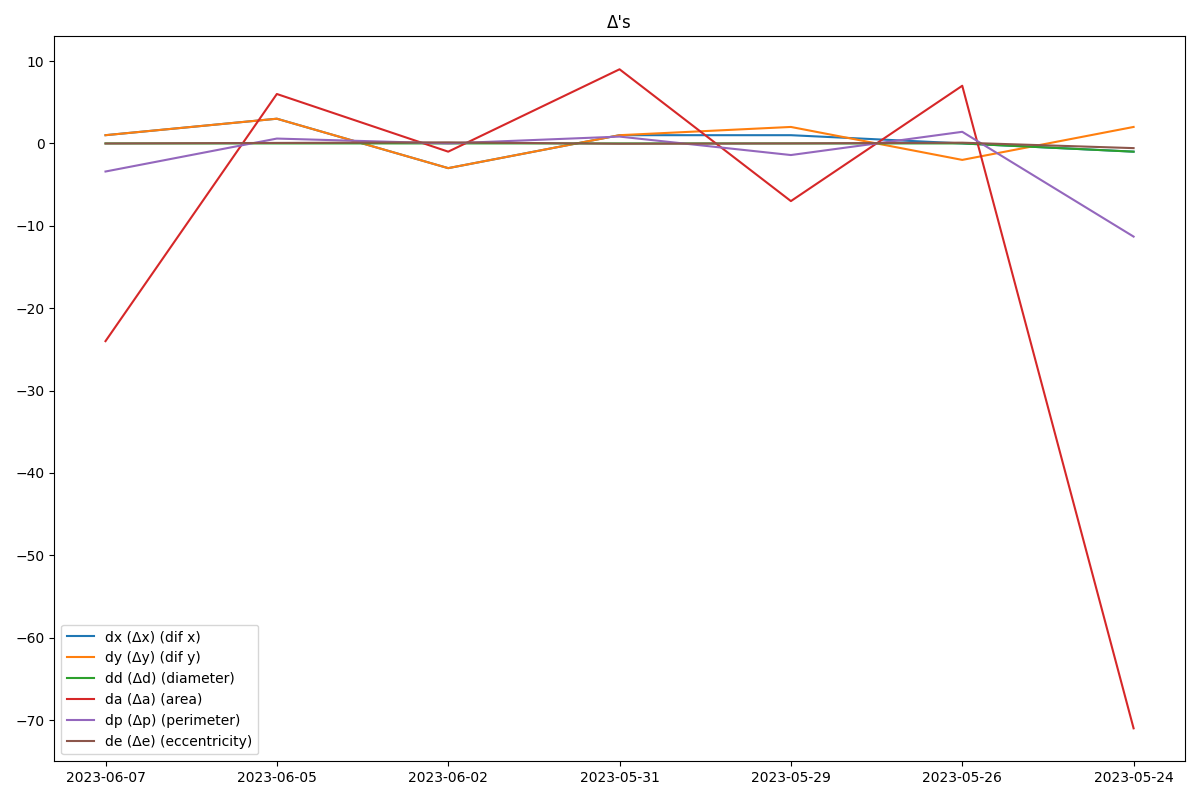 Δ's
10
0
−10
−20
−30
−40
−50
−60
−70
dx (Δx) (dif x)
dy (Δy) (dif y)
dd (Δd) (diameter)
da (Δa) (area)
dp (Δp) (perimeter)
de (Δe) (eccentricity)
2023-06-07 2023-06-05 2023-06-02 2023-05-31 2023-05-29 2023-05-26 2023-05-24